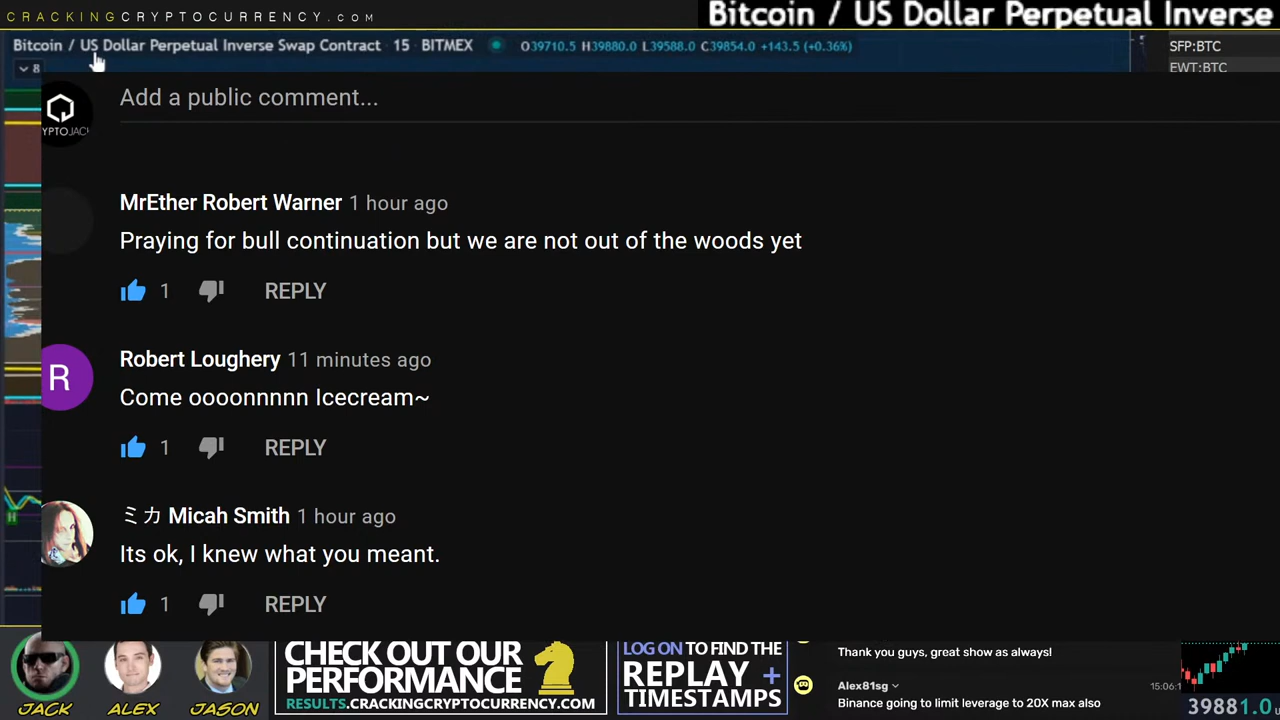 CRACKINGCRYPTOCURRENCY.com
Bitcoin / US Dollar Perpetual Inverse
Bitcoin / US Dollar Perpetual Inverse Swap Contract · 15 · BITMEX O39710.5 H39880.0 L39588.0 C39854.0 +143.5 (+0.36%)
SFP:BTC
8
EWT:BTC
Add a public comment...
MrEther Robert Warner 1 hour ago
Praying for bull continuation but we are not out of the woods yet
1 REPLY
R
Robert Loughery 11 minutes ago
Come oooonnnnn Icecream~
1 REPLY
ミカ Micah Smith 1 hour ago
Its ok, I knew what you meant.
1 REPLY
H
JACK
ALEX
JASON
CHECK OUT OUR
PERFORMANCE
RESULTS.CRACKINGCRYPTOCURRENCY.COM
LOG ON TO FIND THE
REPLAY +
TIMESTAMPS
Thank you guys, great show as always!
Alex81sg
Binance going to limit leverage to 20X max also
39881.0